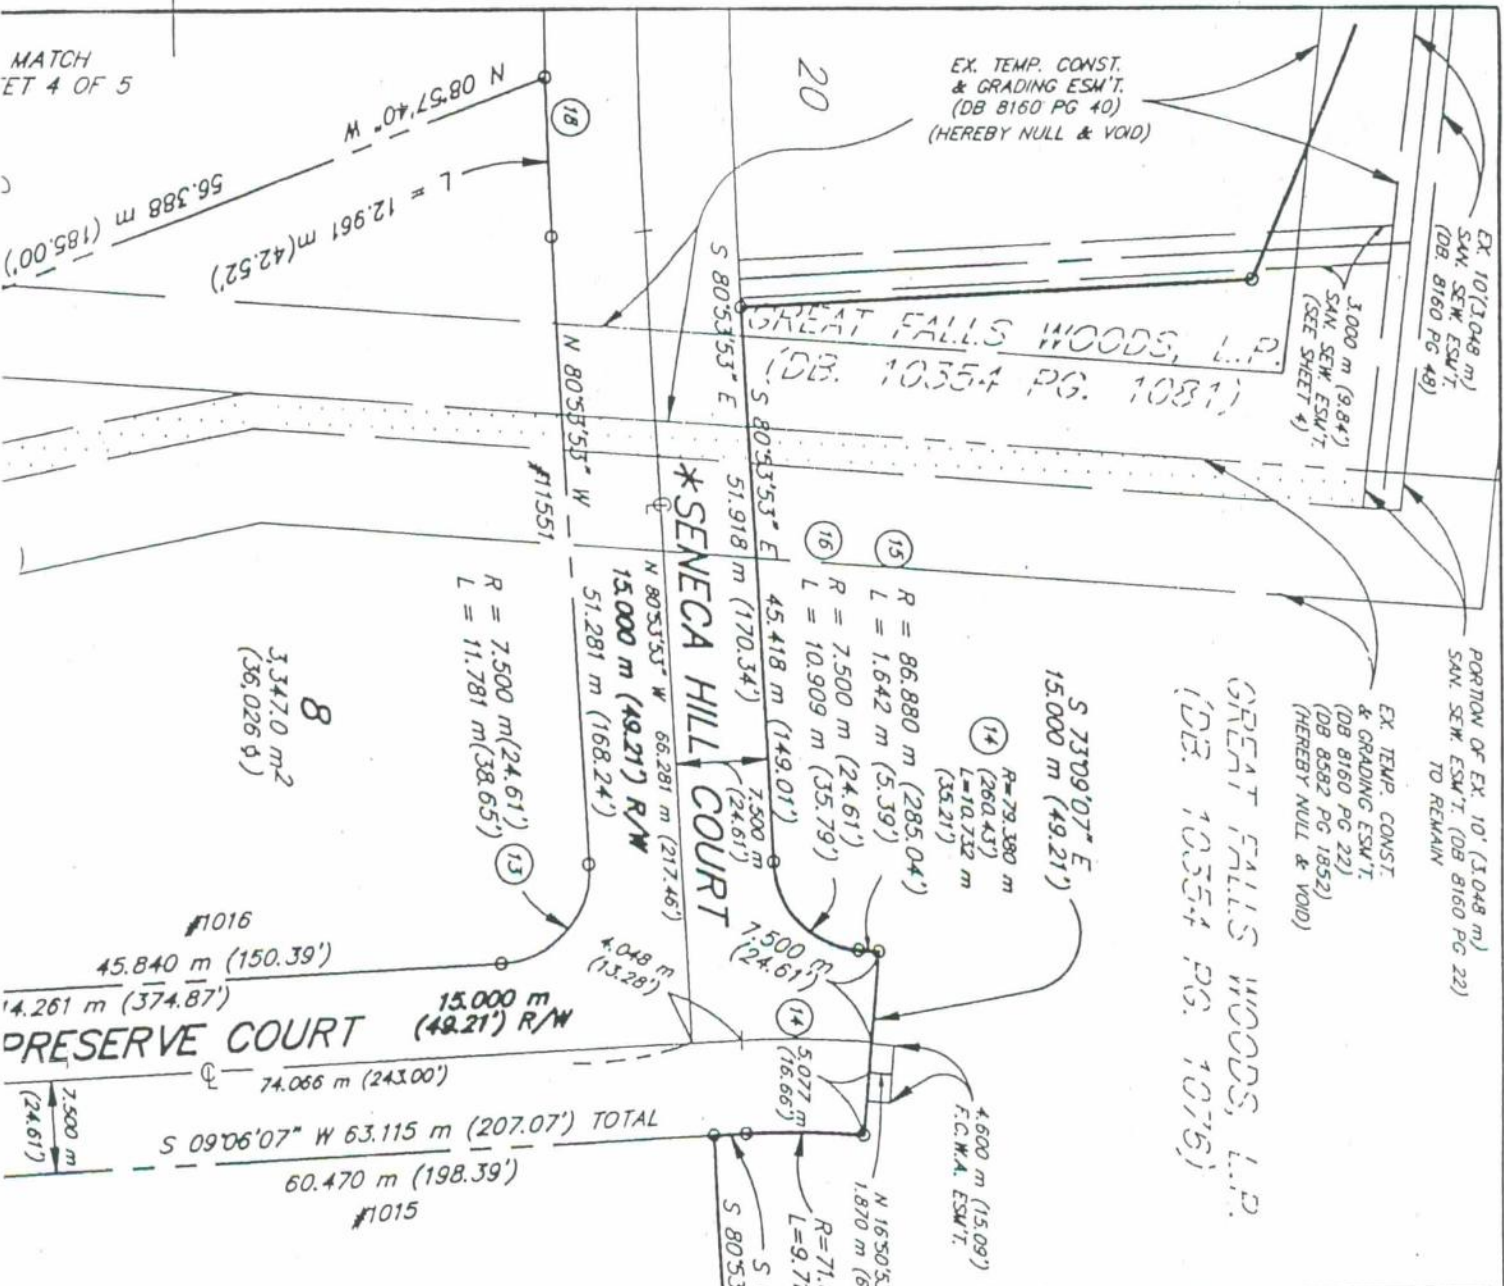 MATCH
ET 4 OF 5
N 08°57'40" W
56.388 m (185.00')
L = 12.961 m(42.52')
18
20
EX. TEMP. CONST.
& GRADING ESM'T.
(DB 8160 PG 40)
(HEREBY NULL & VOID)
EX. 10'(3.048 m)
SAN. SEW. ESM'T.
(DB. 8160 PG 48)
3.000 m (9.84')
SAN. SEW. ESM'T.
(SEE SHEET 4)
GREAT FALLS WOODS, L.P.
(DB. 10354 PG. 1081)
S 80°53'53" E
S 80°53'53" E
45.418 m (149.01')
51.918 m (170.34')
N 80°53'53" W
51.281 m (168.24')
#11551
*SENECA HILL COURT
7.500 m
(24.61')
N 80°53'53" W 66.281 m (217.46')
15.000 m (49.21') R/W
15
R = 86.880 m (285.04')
L = 1.642 m (5.39')
16
R = 7.500 m (24.61')
L = 10.909 m (35.79')
14
R=79.380 m
(260.43')
L=10.732 m
(35.21')
S 73°09'07" E
15.000 m (49.21')
GREAT FALLS WOODS, L.P.
(DB. 10354 PG. 1076)
EX. TEMP. CONST.
& GRADING ESM'T.
(DB 8160 PG 22)
(DB 8582 PG 1852)
(HEREBY NULL & VOID)
PORTION OF EX. 10' (3.048 m)
SAN. SEW. ESM'T. (DB 8160 PG 22)
TO REMAIN
R = 7.500 m(24.61')
L = 11.781 m(38.65')
13
8
3,347.0 m2
(36,026 ф)
#1016
45.840 m (150.39')
14.261 m (374.87')
PRESERVE COURT
15.000 m
(49.21') R/W
4.048 m
(13.28')
7.500 m
(24.61')
14
5.077 m
(16.66')
74.066 m (243.00')
7.500 m
(24.61')
S 09°06'07" W 63.115 m (207.07') TOTAL
60.470 m (198.39')
#1015
4.600 m (15.09')
F.C.W.A. ESM'T.
N 16°50'5
1.870 m (6
R=71.
L=9.7
S
S 80°53